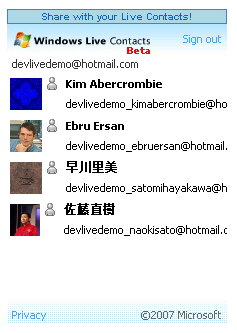 Share with your Live Contacts!
Windows Live Contacts
Beta
Sign out
devlivedemo@hotmail.com
Kim Abercrombie
devlivedemo_kimabercrombie@ho
Ebru Ersan
devlivedemo_ebruersan@hotmail.
早川里美
devlivedemo_satomihayakawa@h
佐藤直樹
devlivedemo_naokisato@hotmail.c
Privacy
©2007 Microsoft